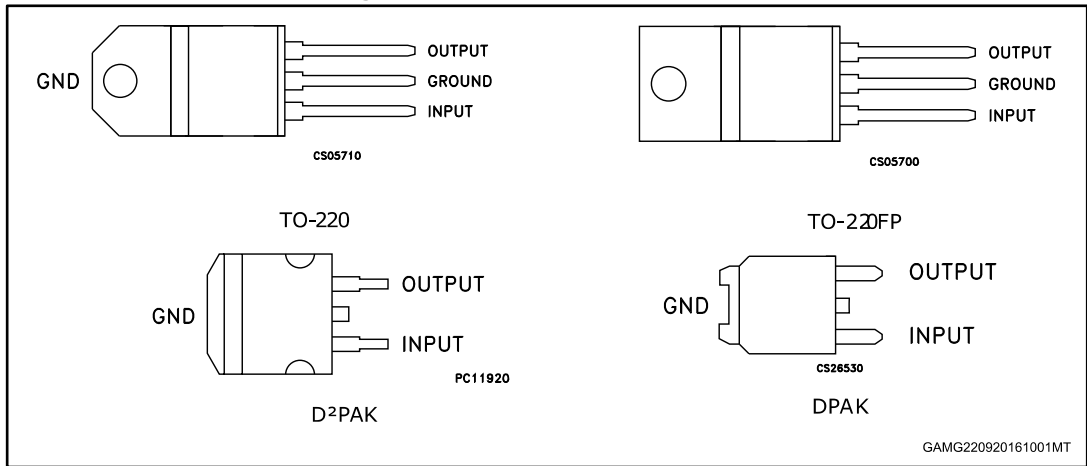 GND
OUTPUT
GROUND
INPUT
CS05710
TO-220
OUTPUT
GROUND
INPUT
CS05700
TO-220FP
GND
OUTPUT
INPUT
PC11920
D²PAK
GND
OUTPUT
INPUT
CS26530
DPAK
GAMG220920161001MT